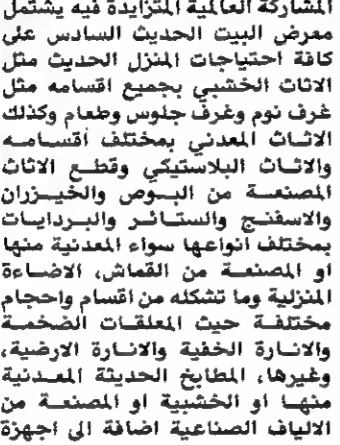 المشاركة العالمية المتزايدة فيه يشتمل
معرض البيت الحديث السادس على
كافة احتياجات المنزل الحديث مثل
الاثاث الخشبي بجميع اقسامه مثل
غرف نوم وغرف جلوس وطعام وكذلك
الاثاث المعدني بمختلف أقسامه
والاثاث البلاستيكي وقطع الاثاث
المصنعة من البوص والخيزران
والاسفنج والستائر والبردايات
بمختلف انواعها سواء المعدنية منها
او المصنعة من القماش، الاضاءة
المنزلية وما تشكله من اقسام واحجام
مختلفة حيث المعلقات الضخمة
والانارة الخفية والانارة الارضية،
وغيرها، المطابخ الحديثة المعدنية
منها او الخشبية او المصنعة من
الالياف الصناعية اضافة الى اجهزة